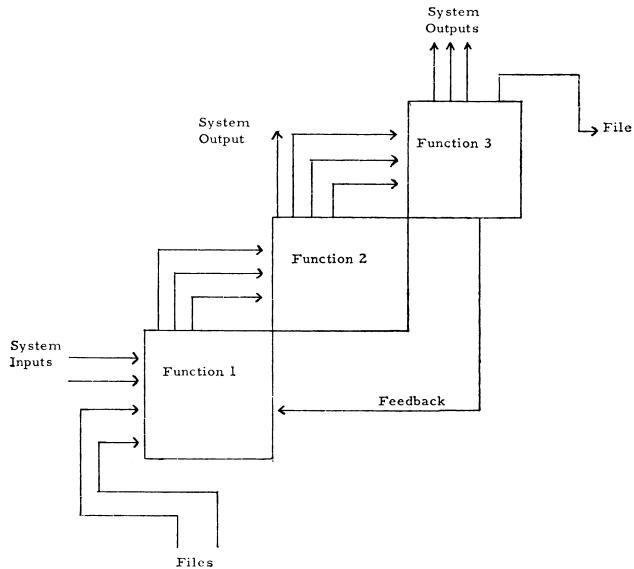 System
Outputs
System
Output
Function 3
File
Function 2
System
Inputs
Function 1
Feedback
Files